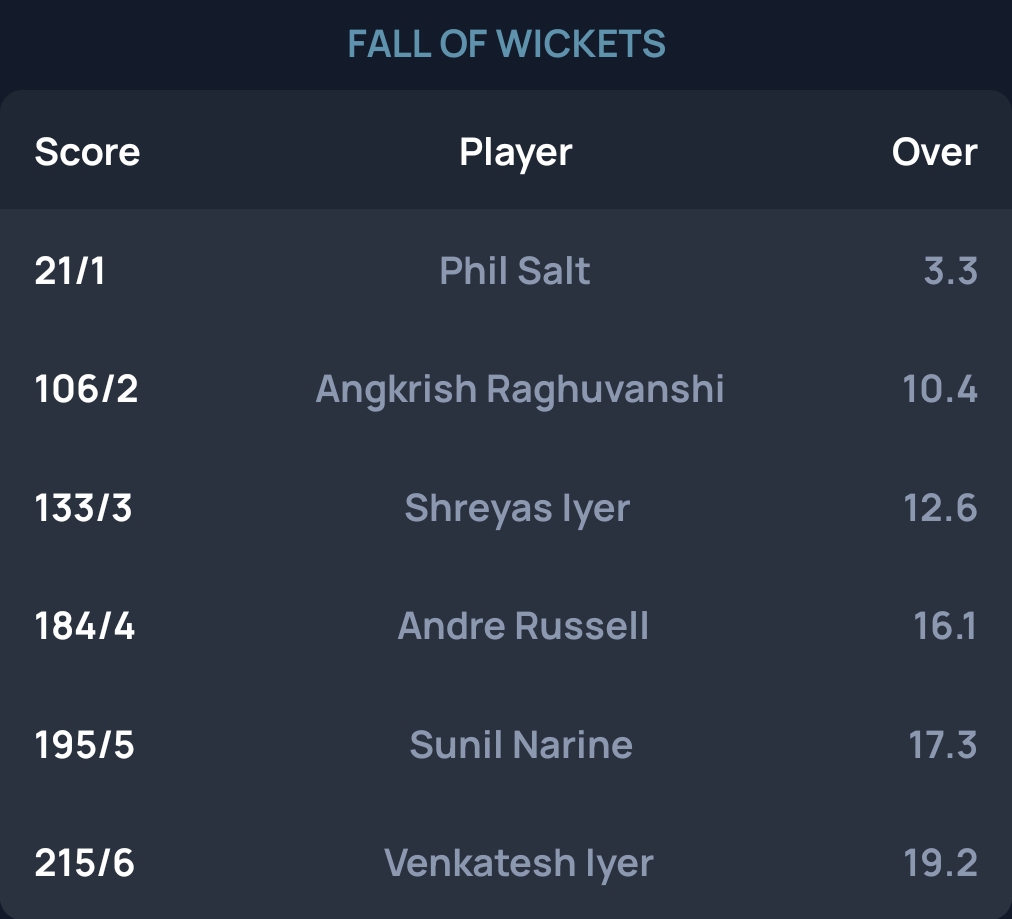 FALL OF WICKETS
Score Player Over
21/1 Phil Salt 3.3
106/2 Angkrish Raghuvanshi 10.4
133/3 Shreyas Iyer 12.6
184/4 Andre Russell 16.1
195/5 Sunil Narine 17.3
215/6 Venkatesh Iyer 19.2